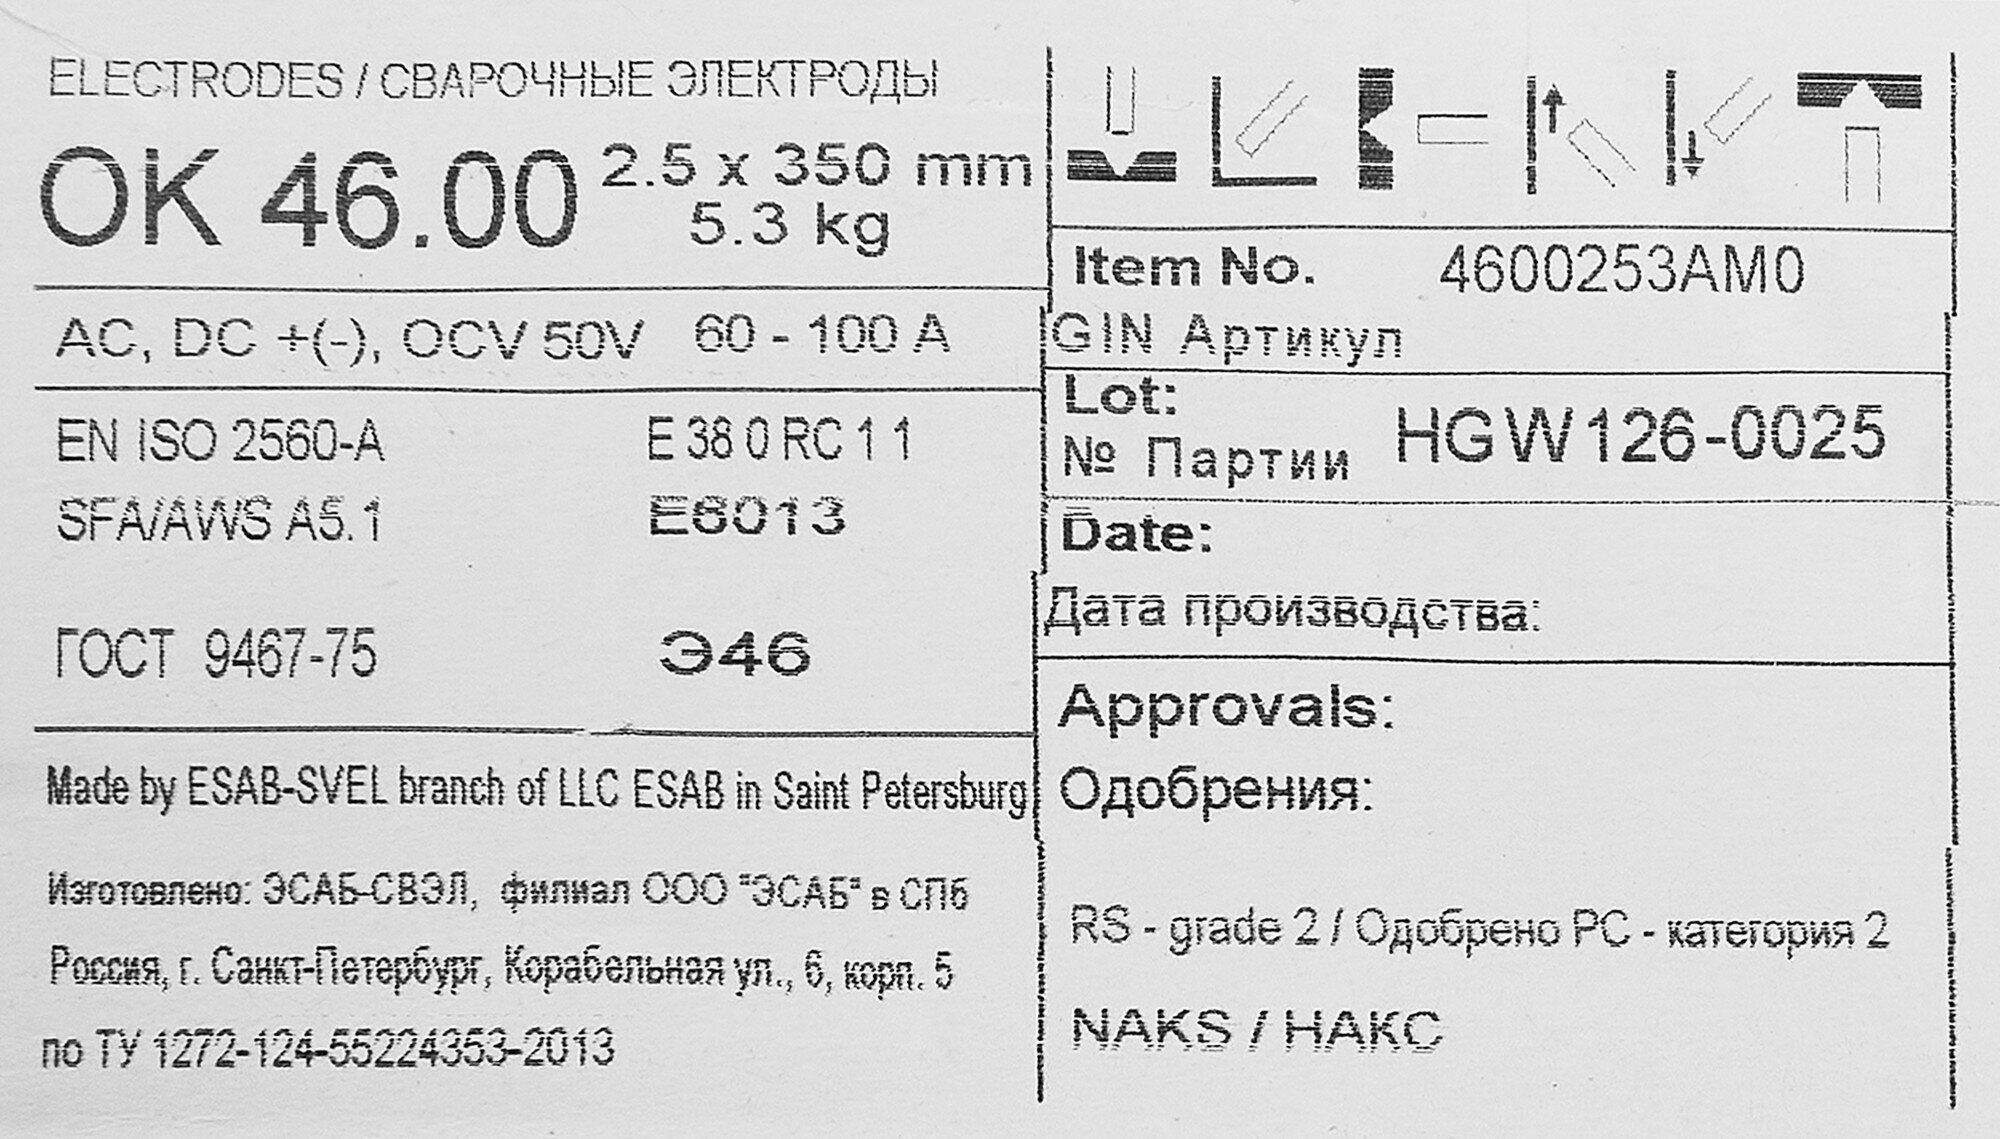 ELECTRODES / СВАРОЧНЫЕ ЭЛЕКТРОДЫ
OK 46.00 2.5 x 350 mm
5.3 kg
AC, DC +(-), OCV 50V 60 - 100 A
EN ISO 2560-A E 38 0 RC 1 1
SFA/AWS A5.1 E6013
ГОСТ 9467-75 Э46
Made by ESAB-SVEL branch of LLC ESAB in Saint Petersburg
Изготовлено: ЭСАБ-СВЭЛ, филиал ООО "ЭСАБ" в СПб
Россия, г. Санкт-Петербург, Корабельная ул., 6, корп. 5
по ТУ 1272-124-55224353-2013
Item No. 4600253AM0
GIN Артикул
Lot:
№ Партии HGW126-0025
Date:
Дата производства:
Approvals:
Одобрения:
RS - grade 2 / Одобрено РС - категория 2
NAKS / НАКС